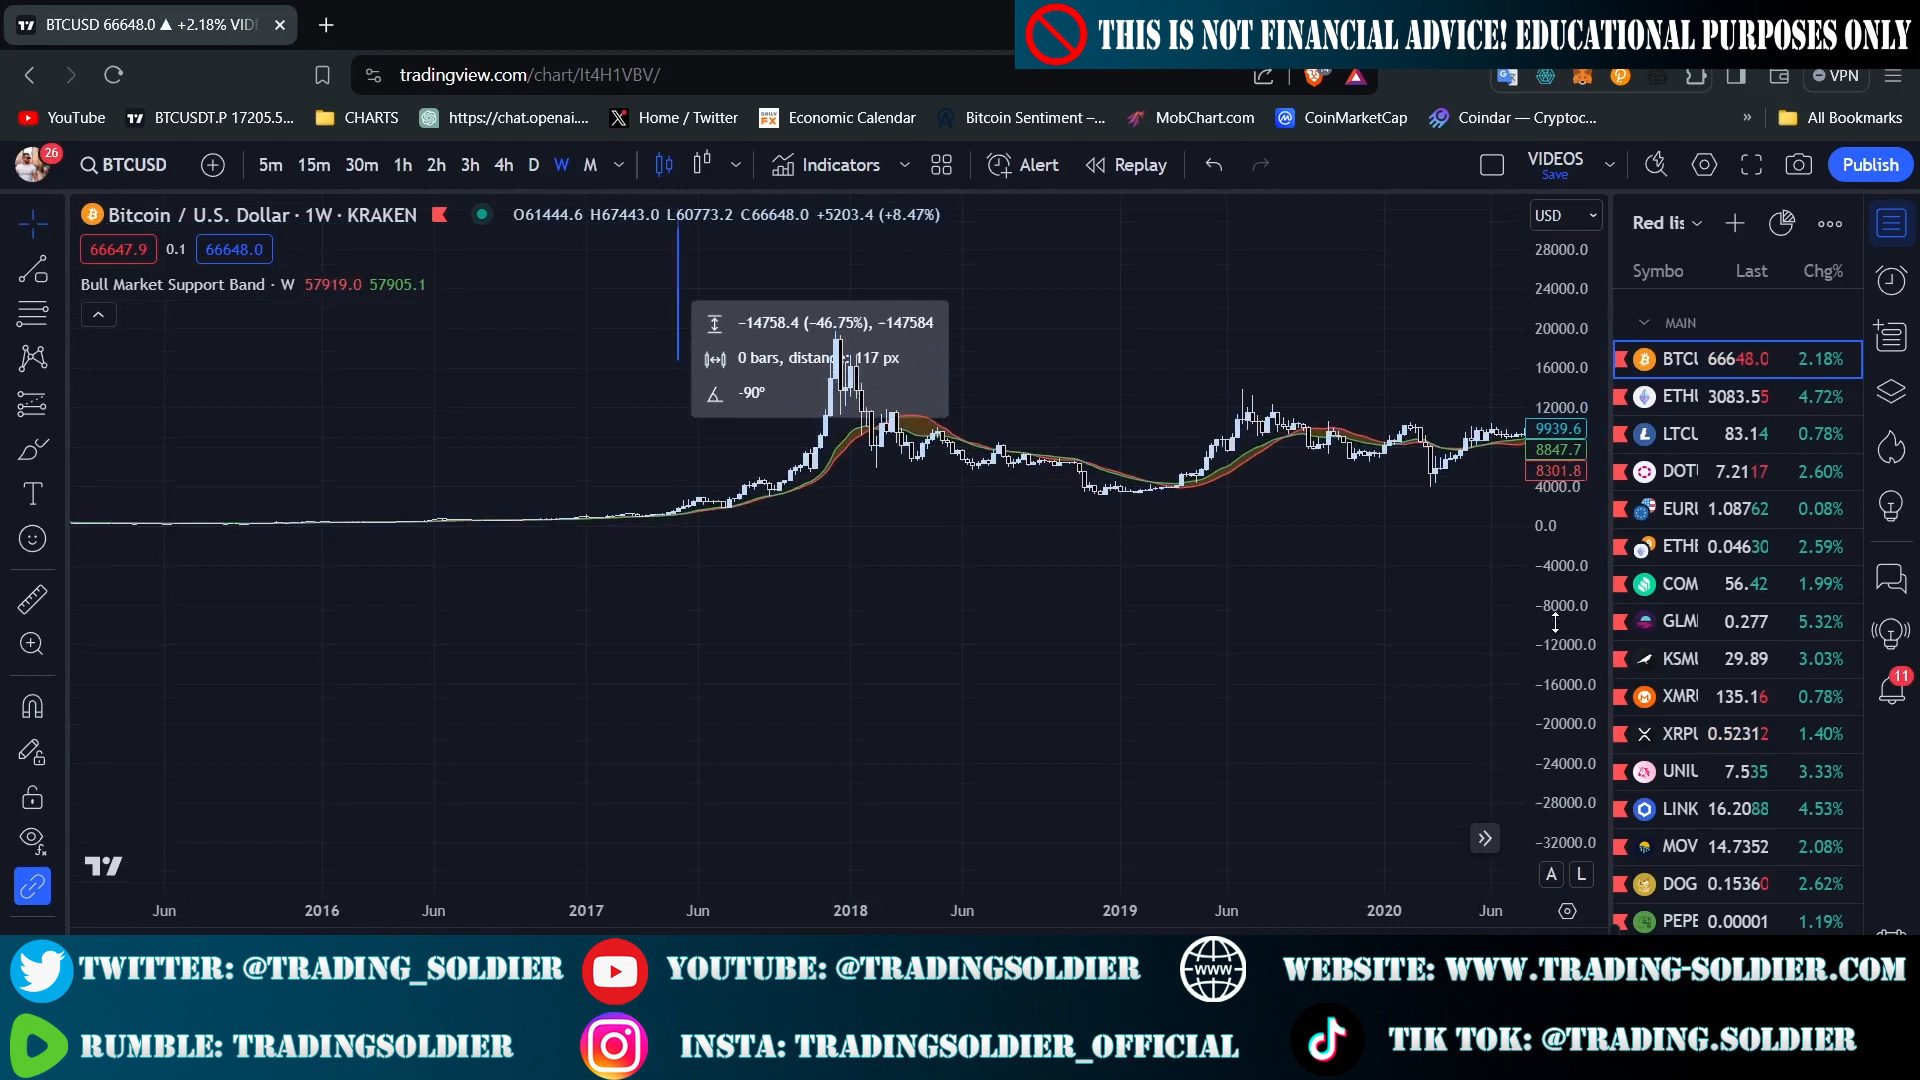 BTCUSD 66648.0 ▲ +2.18% VID
THIS IS NOT FINANCIAL ADVICE! EDUCATIONAL PURPOSES ONLY
tradingview.com/chart/It4H1VBV/
VPN
YouTube
BTCUSDT.P 17205.5...
CHARTS
https://chat.openai....
Home / Twitter
Economic Calendar
Bitcoin Sentiment –...
MobChart.com
CoinMarketCap
Coindar — Cryptoc...
»
All Bookmarks
26
BTCUSD
5m 15m 30m 1h 2h 3h 4h D W M
Indicators
Alert
Replay
VIDEOS
Save
Publish
Bitcoin / U.S. Dollar · 1W · KRAKEN
O61444.6 H67443.0 L60773.2 C66648.0 +5203.4 (+8.47%)
66647.9 0.1 66648.0
Bull Market Support Band · W 57919.0 57905.1
−14758.4 (−46.75%), −147584
0 bars, distance: 117 px
-90°
USD
28000.0
24000.0
20000.0
16000.0
12000.0
9939.6
8847.7
8301.8
4000.0
0.0
−4000.0
−8000.0
−12000.0
−16000.0
−20000.0
−24000.0
−28000.0
−32000.0
A L
Jun 2016 Jun 2017 Jun 2018 Jun 2019 Jun 2020 Jun
Red lis
Symbo Last Chg%
MAIN
BTCU 66648.0 2.18%
ETHU 3083.55 4.72%
LTCU 83.14 0.78%
DOTU 7.2117 2.60%
EURU 1.08762 0.08%
ETHE 0.04630 2.59%
COM 56.42 1.99%
GLMI 0.277 5.32%
KSMU 29.89 3.03%
XMRU 135.16 0.78%
XRPU 0.52312 1.40%
UNIU 7.535 3.33%
LINK 16.2088 4.53%
MOV 14.7352 2.08%
DOG 0.15360 2.62%
PEPE 0.00001 1.19%
11
TWITTER: @TRADING_SOLDIER
YOUTUBE: @TRADINGSOLDIER
WWW
WEBSITE: WWW.TRADING-SOLDIER.COM
RUMBLE: TRADINGSOLDIER
INSTA: TRADINGSOLDIER_OFFICIAL
TIK TOK: @TRADING.SOLDIER